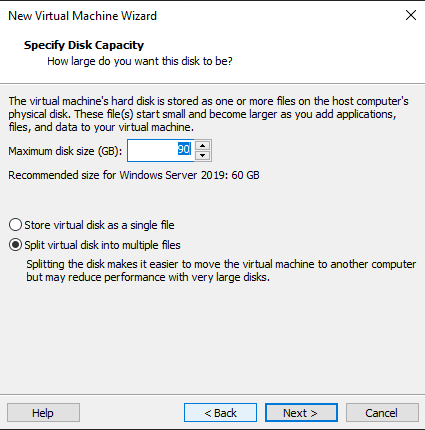 New Virtual Machine Wizard
Specify Disk Capacity
How large do you want this disk to be?
The virtual machine's hard disk is stored as one or more files on the host computer's
physical disk. These file(s) start small and become larger as you add applications,
files, and data to your virtual machine.
Maximum disk size (GB): 90
Recommended size for Windows Server 2019: 60 GB
Store virtual disk as a single file
Split virtual disk into multiple files
Splitting the disk makes it easier to move the virtual machine to another computer
but may reduce performance with very large disks.
Help < Back Next > Cancel